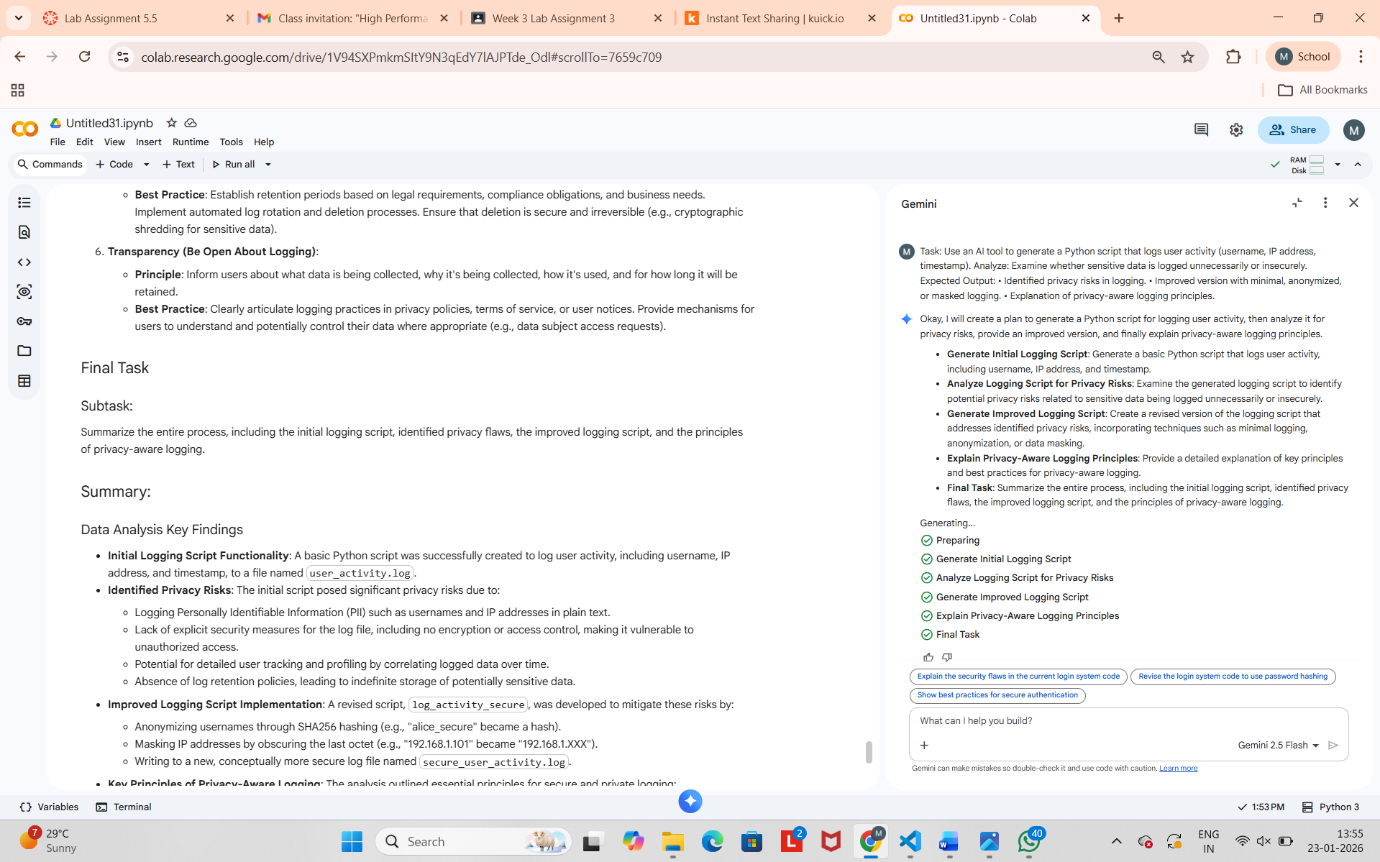 Lab Assignment 5.5
Class invitation: "High Performa
Week 3 Lab Assignment 3
Instant Text Sharing | kuick.io
Untitled31.ipynb - Colab
School
All Bookmarks
Untitled31.ipynb
File Edit View Insert Runtime Tools Help
Share
M
Commands + Code + Text Run all
RAM
Disk
Best Practice: Establish retention periods based on legal requirements, compliance obligations, and business needs.
Implement automated log rotation and deletion processes. Ensure that deletion is secure and irreversible (e.g., cryptographic
shredding for sensitive data).
6. Transparency (Be Open About Logging):
Principle: Inform users about what data is being collected, why it's being collected, how it's used, and for how long it will be
retained.
Best Practice: Clearly articulate logging practices in privacy policies, terms of service, or user notices. Provide mechanisms for
users to understand and potentially control their data where appropriate (e.g., data subject access requests).
Final Task
Subtask:
Summarize the entire process, including the initial logging script, identified privacy flaws, the improved logging script, and the principles
of privacy-aware logging.
Summary:
Data Analysis Key Findings
Initial Logging Script Functionality: A basic Python script was successfully created to log user activity, including username, IP
address, and timestamp, to a file named user_activity.log.
Identified Privacy Risks: The initial script posed significant privacy risks due to:
Logging Personally Identifiable Information (PII) such as usernames and IP addresses in plain text.
Lack of explicit security measures for the log file, including no encryption or access control, making it vulnerable to
unauthorized access.
Potential for detailed user tracking and profiling by correlating logged data over time.
Absence of log retention policies, leading to indefinite storage of potentially sensitive data.
Improved Logging Script Implementation: A revised script, log_activity_secure, was developed to mitigate these risks by:
Anonymizing usernames through SHA256 hashing (e.g., "alice_secure" became a hash).
Masking IP addresses by obscuring the last octet (e.g., "192.168.1.101" became "192.168.1.XXX").
Writing to a new, conceptually more secure log file named secure_user_activity.log.
Key Principles of Privacy-Aware Logging: The analysis outlined essential principles for secure and private logging:
Gemini
M
Task: Use an AI tool to generate a Python script that logs user activity (username, IP address,
timestamp). Analyze: Examine whether sensitive data is logged unnecessarily or insecurely.
Expected Output: • Identified privacy risks in logging. • Improved version with minimal, anonymized,
or masked logging. • Explanation of privacy-aware logging principles.
Okay, I will create a plan to generate a Python script for logging user activity, then analyze it for
privacy risks, provide an improved version, and finally explain privacy-aware logging principles.
Generate Initial Logging Script: Generate a basic Python script that logs user activity,
including username, IP address, and timestamp.
Analyze Logging Script for Privacy Risks: Examine the generated logging script to identify
potential privacy risks related to sensitive data being logged unnecessarily or insecurely.
Generate Improved Logging Script: Create a revised version of the logging script that
addresses identified privacy risks, incorporating techniques such as minimal logging,
anonymization, or data masking.
Explain Privacy-Aware Logging Principles: Provide a detailed explanation of key principles
and best practices for privacy-aware logging.
Final Task: Summarize the entire process, including the initial logging script, identified privacy
flaws, the improved logging script, and the principles of privacy-aware logging.
Generating...
Preparing
Generate Initial Logging Script
Analyze Logging Script for Privacy Risks
Generate Improved Logging Script
Explain Privacy-Aware Logging Principles
Final Task
Explain the security flaws in the current login system code
Revise the login system code to use password hashing
Show best practices for secure authentication
What can I help you build?
Gemini 2.5 Flash
Gemini can make mistakes so double-check it and use code with caution. Learn more
Variables Terminal
1:53 PM Python 3
7
29°C
Sunny
Search
2
40
ENG
IN
13:55
23-01-2026